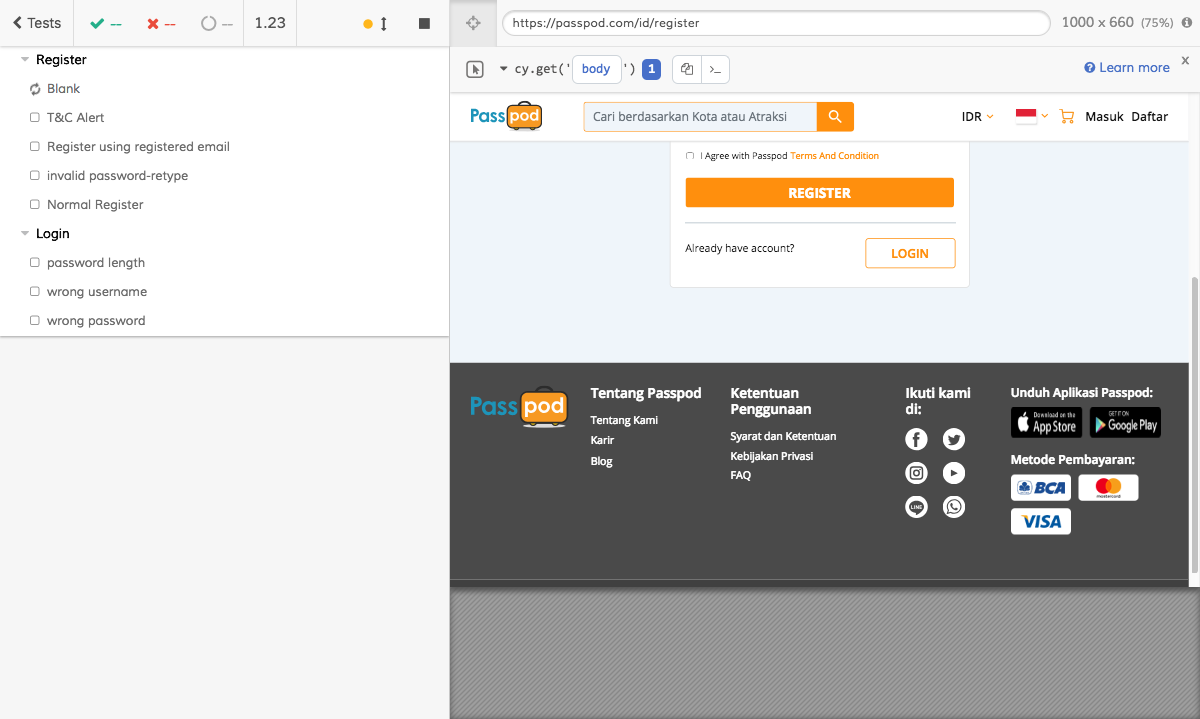 Tests
--
--
--
1.23
https://passpod.com/id/register
1000 x 660 (75%)
Register
Blank
T&C Alert
Register using registered email
invalid password-retype
Normal Register
Login
password length
wrong username
wrong password
cy.get('body') 1
>_
Learn more
x
Passpod
Cari berdasarkan Kota atau Atraksi
IDR
Masuk Daftar
I Agree with Passpod Terms And Condition
REGISTER
Already have account?
LOGIN
Passpod
Tentang Passpod
Tentang Kami
Karir
Blog
Ketentuan
Penggunaan
Syarat dan Ketentuan
Kebijakan Privasi
FAQ
Ikuti kami
di:
LINE
Unduh Aplikasi Passpod:
Download on the
App Store
GET IT ON
Google Play
Metode Pembayaran:
BCA
mastercard
VISA